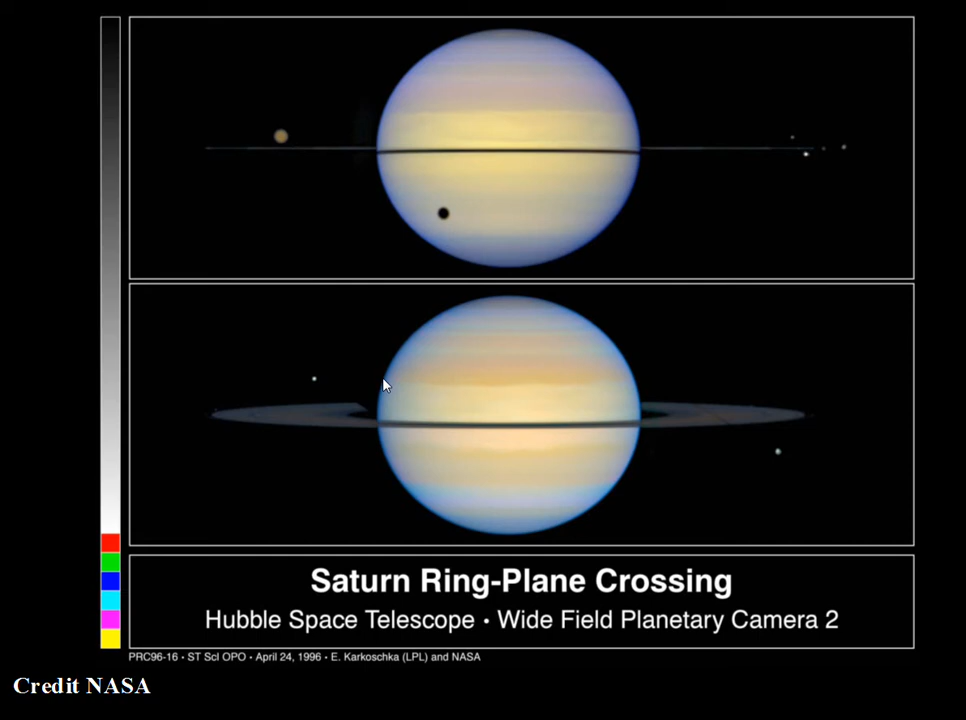 Saturn Ring-Plane Crossing
Hubble Space Telescope • Wide Field Planetary Camera 2
PRC96-16 • ST ScI OPO • April 24, 1996 • E. Karkoschka (LPL) and NASA
Credit NASA